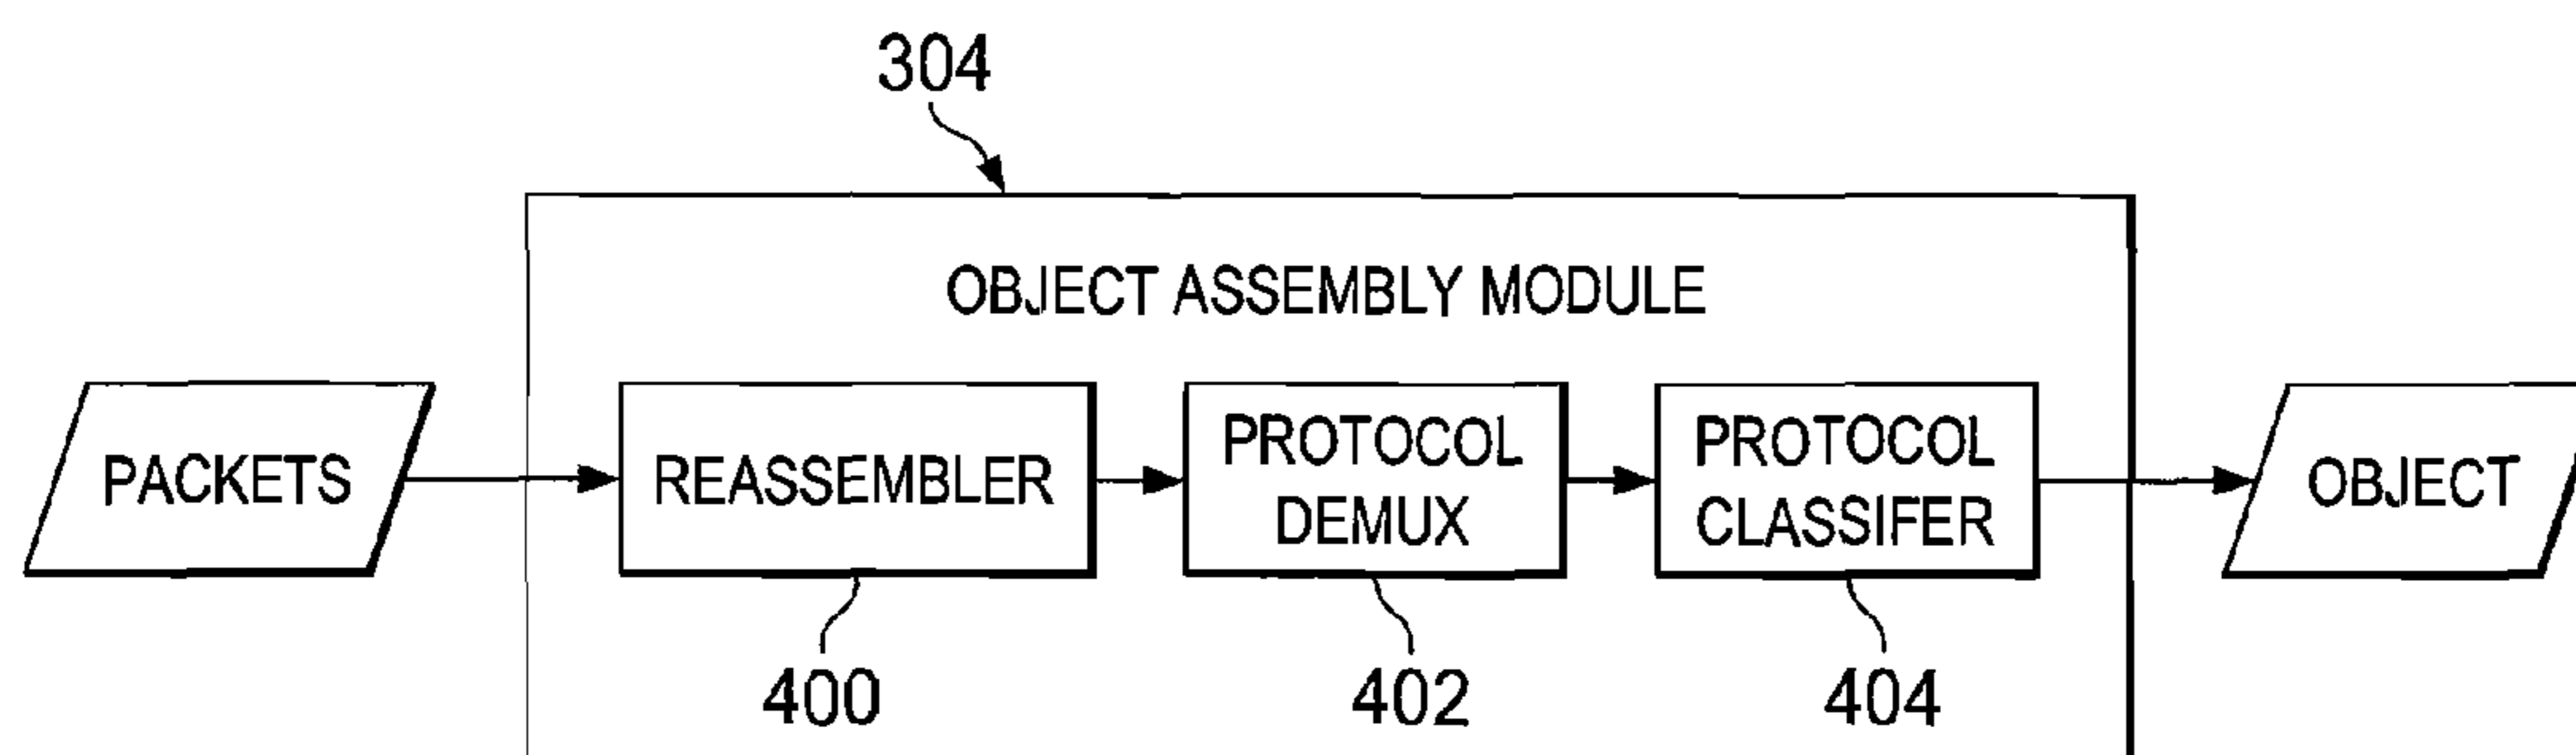 304
OBJECT ASSEMBLY MODULE
PACKETS
REASSEMBLER
PROTOCOL
DEMUX
PROTOCOL
CLASSIFER
OBJECT
400
402
404